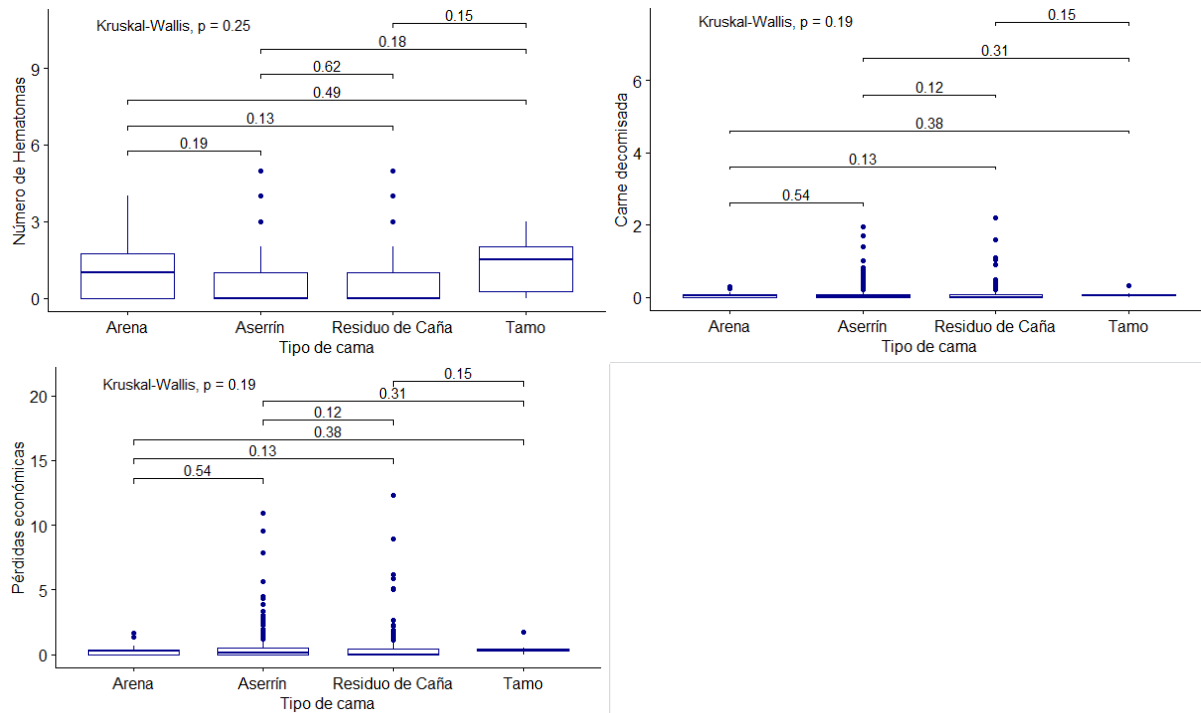 Kruskal-Wallis, p = 0.25
0.15
0.18
0.62
0.49
0.13
0.19
9
6
3
0
Número de Hematomas
Arena Aserrín Residuo de Caña Tamo
Tipo de cama
Kruskal-Wallis, p = 0.19
0.15
0.31
0.12
0.38
0.13
0.54
6
4
2
0
Carne decomisada
Arena Aserrín Residuo de Caña Tamo
Tipo de cama
Kruskal-Wallis, p = 0.19
0.15
0.31
0.12
0.38
0.13
0.54
20
15
10
5
0
Pérdidas económicas
Arena Aserrín Residuo de Caña Tamo
Tipo de cama